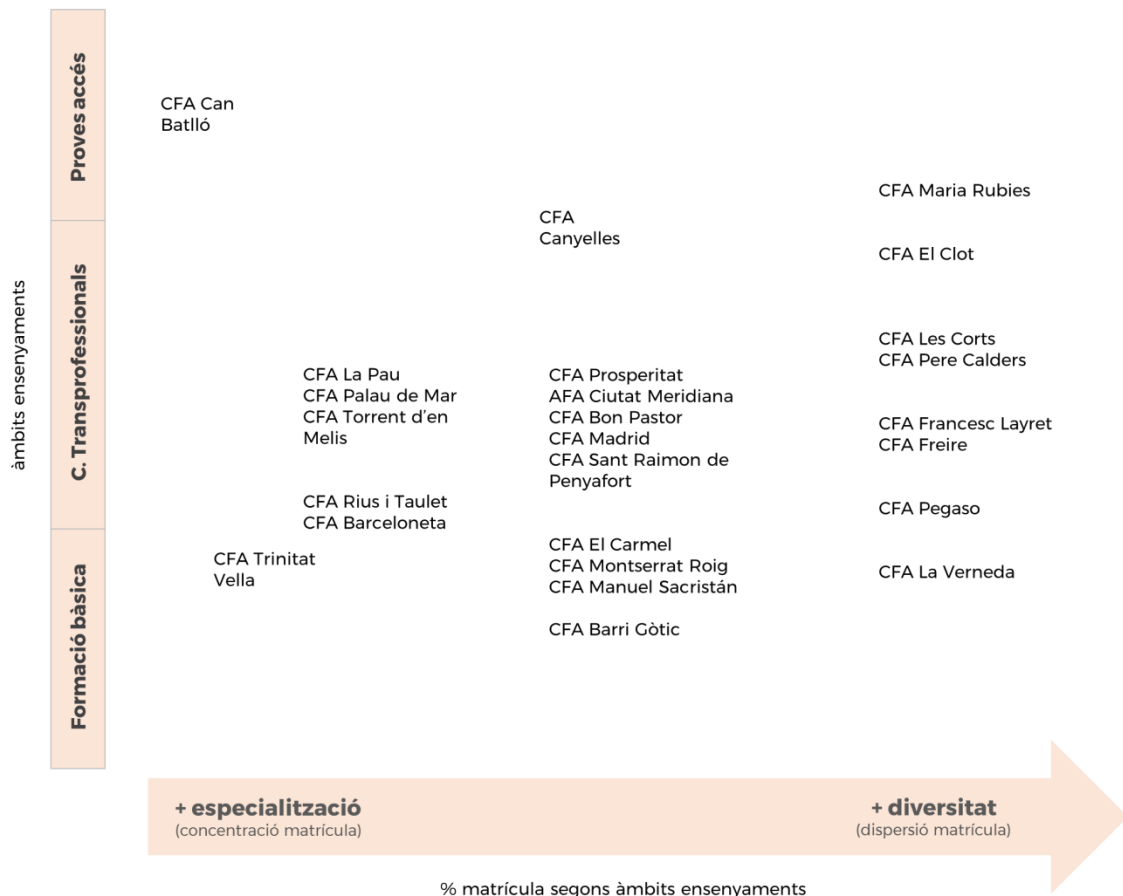 àmbits ensenyaments
Proves accés
C. Transprofessionals
Formació bàsica
CFA Can
Batlló
CFA Maria Rubies
CFA
Canyelles
CFA El Clot
CFA Les Corts
CFA Pere Calders
CFA La Pau
CFA Palau de Mar
CFA Torrent d'en
Melis
CFA Prosperitat
AFA Ciutat Meridiana
CFA Bon Pastor
CFA Madrid
CFA Sant Raimon de
Penyafort
CFA Francesc Layret
CFA Freire
CFA Rius i Taulet
CFA Barceloneta
CFA Pegaso
CFA Trinitat
Vella
CFA El Carmel
CFA Montserrat Roig
CFA Manuel Sacristán
CFA La Verneda
CFA Barri Gòtic
+ especialització
(concentració matrícula)
+ diversitat
(dispersió matrícula)
% matrícula segons àmbits ensenyaments